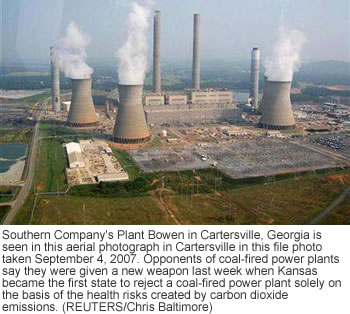 Southern Company's Plant Bowen in Cartersville, Georgia is
seen in this aerial photograph in Cartersville in this file photo
taken September 4, 2007. Opponents of coal-fired power plants
say they were given a new weapon last week when Kansas
became the first state to reject a coal-fired power plant solely on
the basis of the health risks created by carbon dioxide
emissions. (REUTERS/Chris Baltimore)